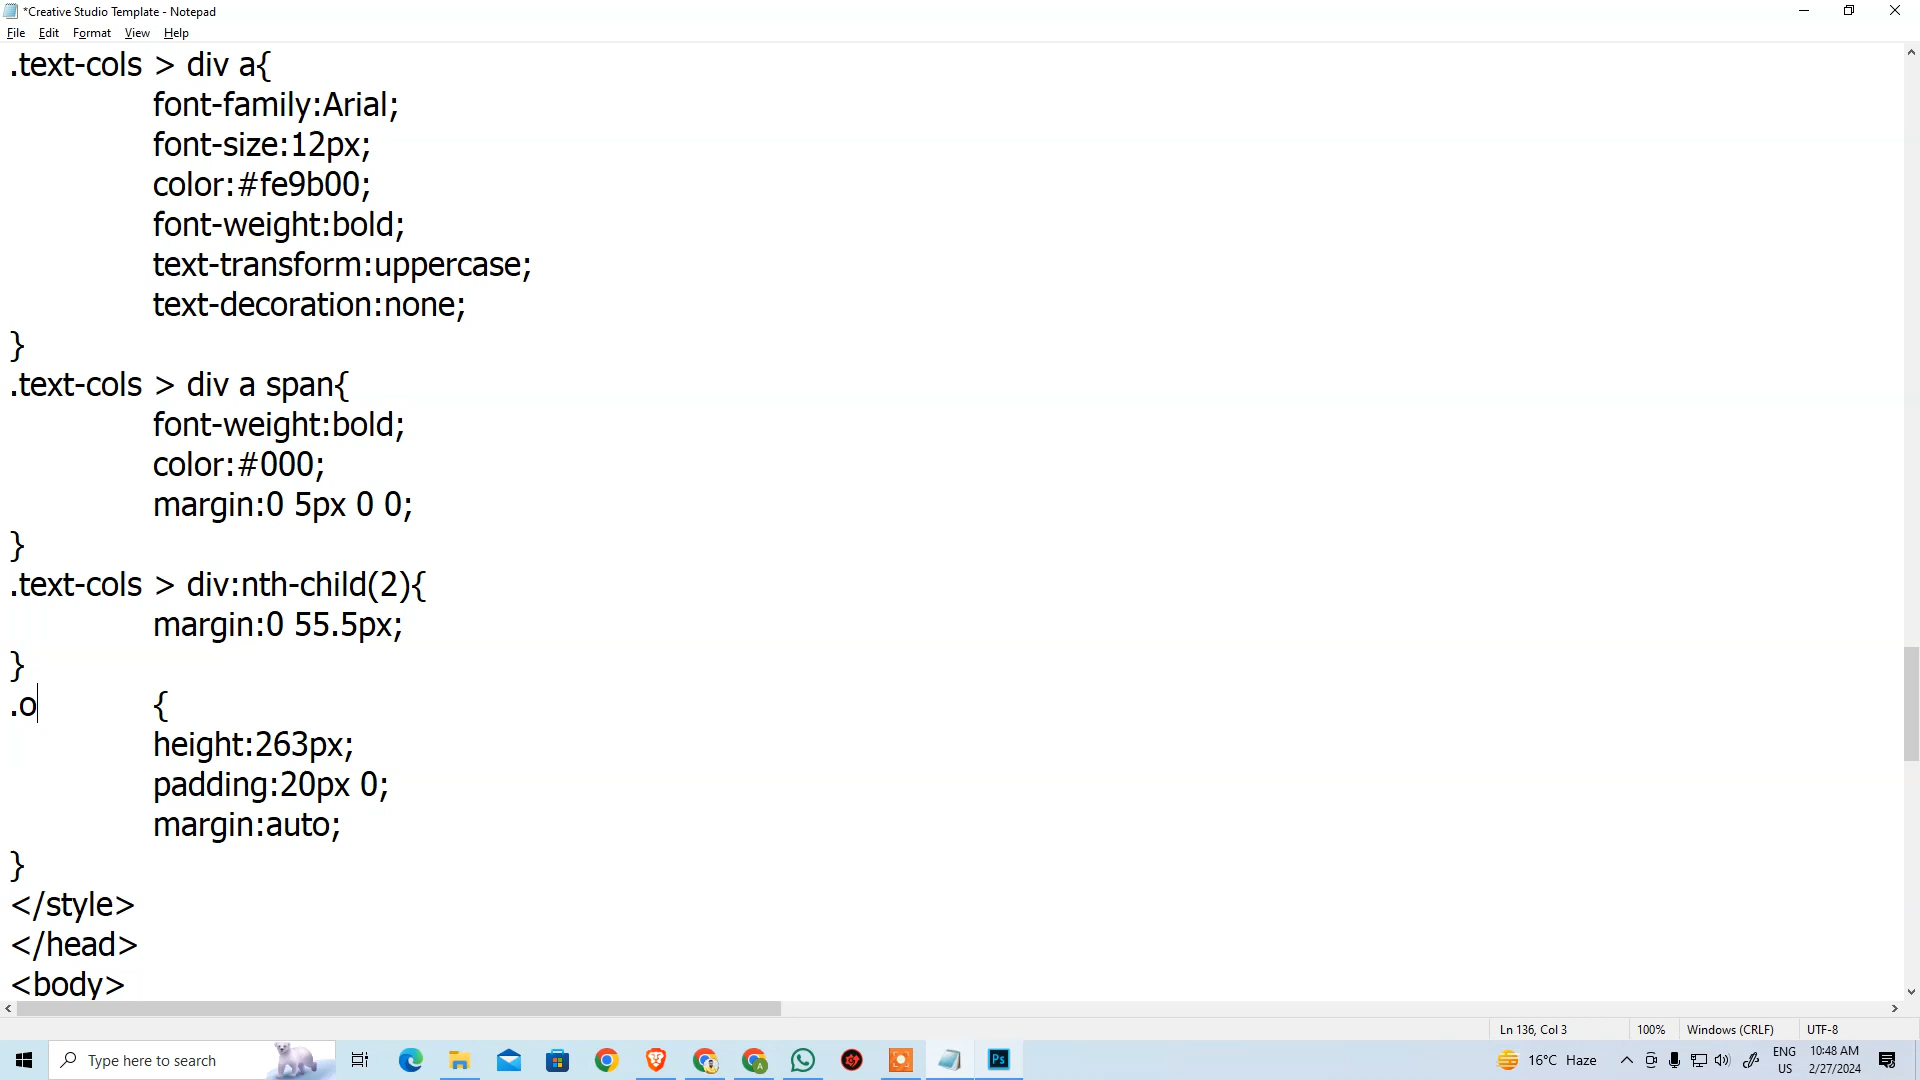 *Creative Studio Template - Notepad
File Edit Format View Help
.text-cols > div a{
font-family:Arial;
font-size:12px;
color:#fe9b00;
font-weight:bold;
text-transform:uppercase;
text-decoration:none;
}
.text-cols > div a span{
font-weight:bold;
color:#000;
margin:0 5px 0 0;
}
.text-cols > div:nth-child(2){
margin:0 55.5px;
}
.o {
height:263px;
padding:20px 0;
margin:auto;
}
</style>
</head>
<body>
Ln 136, Col 3 100% Windows (CRLF) UTF-8
Type here to search Ps 16°C Haze ENG US 10:48 AM 2/27/2024